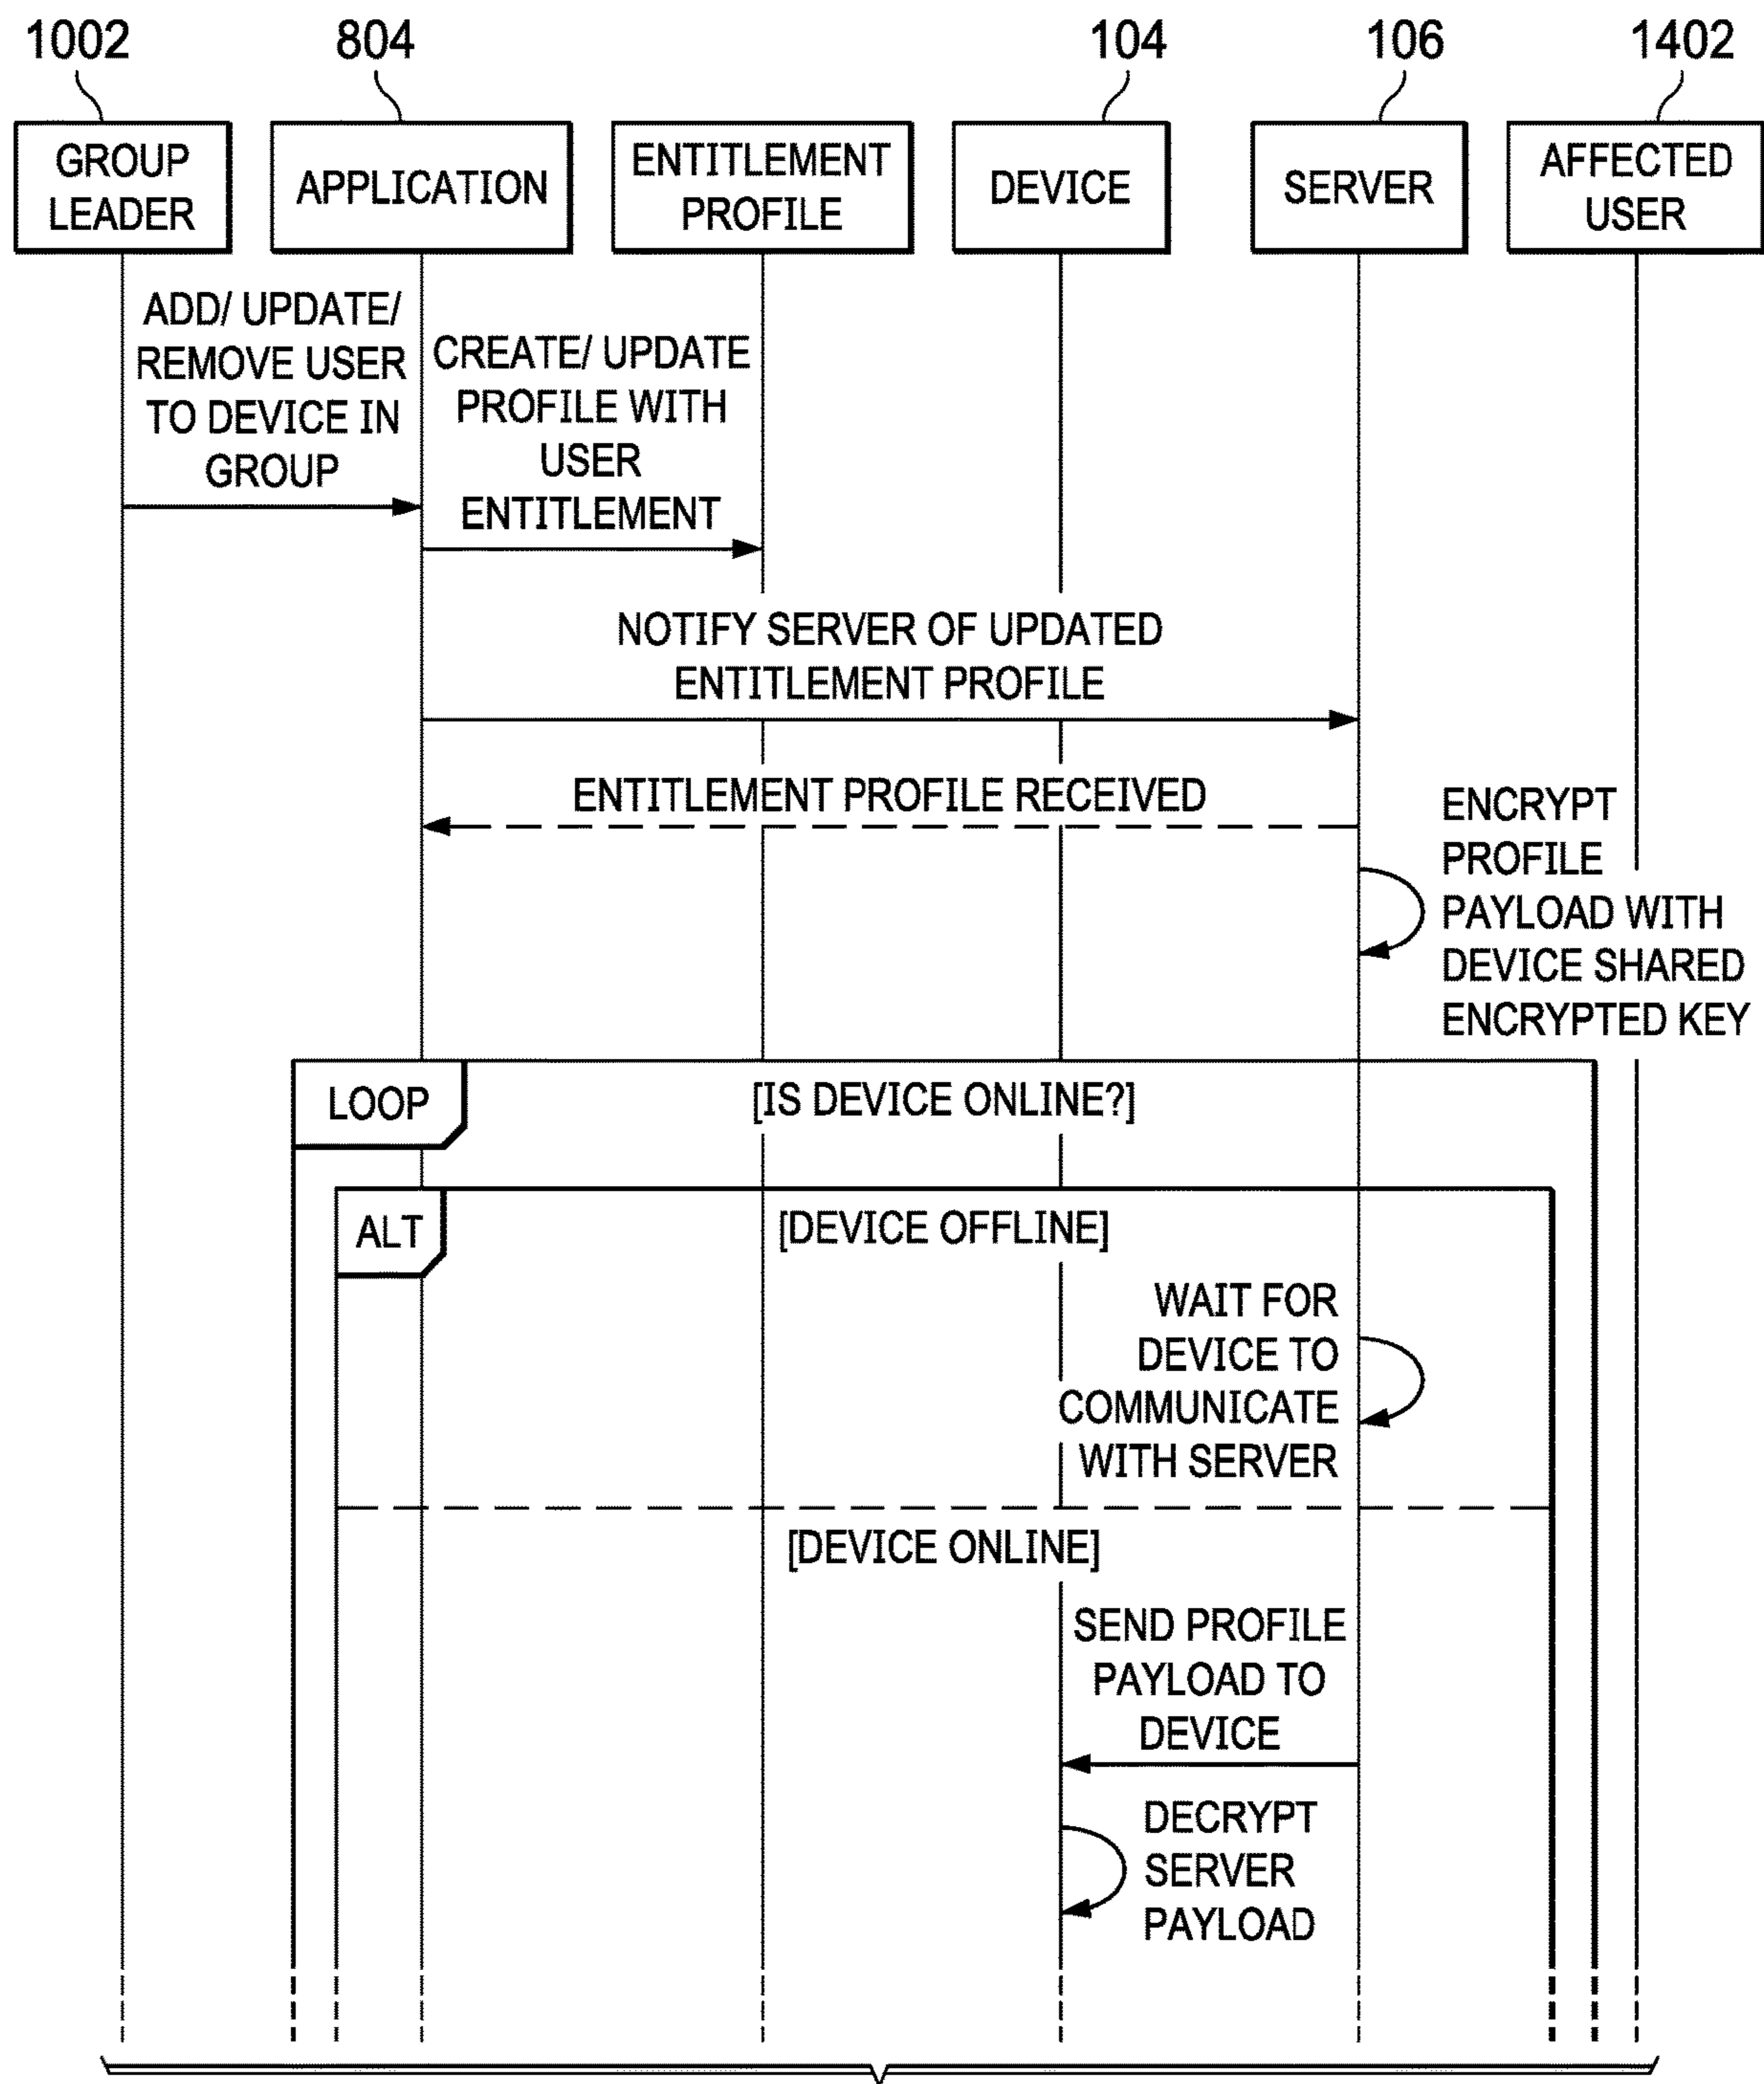 1002
804
104
106
1402
GROUP
LEADER
APPLICATION
ENTITLEMENT
PROFILE
DEVICE
SERVER
AFFECTED
USER
ADD/ UPDATE/
REMOVE USER
TO DEVICE IN
GROUP
CREATE/ UPDATE
PROFILE WITH
USER
ENTITLEMENT
NOTIFY SERVER OF UPDATED
ENTITLEMENT PROFILE
ENTITLEMENT PROFILE RECEIVED
ENCRYPT
PROFILE
PAYLOAD WITH
DEVICE SHARED
ENCRYPTED KEY
LOOP
[IS DEVICE ONLINE?]
ALT
[DEVICE OFFLINE]
WAIT FOR
DEVICE TO
COMMUNICATE
WITH SERVER
[DEVICE ONLINE]
SEND PROFILE
PAYLOAD TO
DEVICE
DECRYPT
SERVER
PAYLOAD